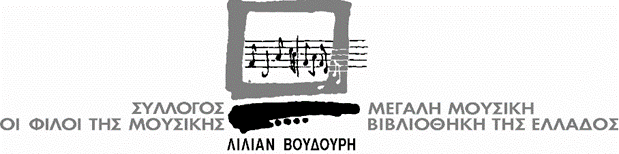 ΣΥΛΛΟΓΟΣ
ΟΙ ΦΙΛΟΙ ΤΗΣ ΜΟΥΣΙΚΗΣ
ΜΕΓΑΛΗ ΜΟΥΣΙΚΗ
ΒΙΒΛΙΟΘΗΚΗ ΤΗΣ ΕΛΛΑΔΟΣ
ΛΙΛΙΑΝ ΒΟΥΔΟΥΡΗ